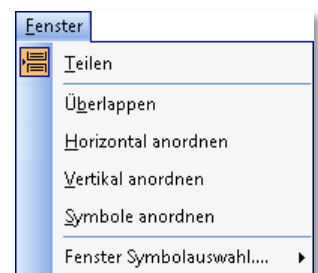 Fenster
Teilen
Überlappen
Horizontal anordnen
Vertikal anordnen
Symbole anordnen
Fenster Symbolauswahl....